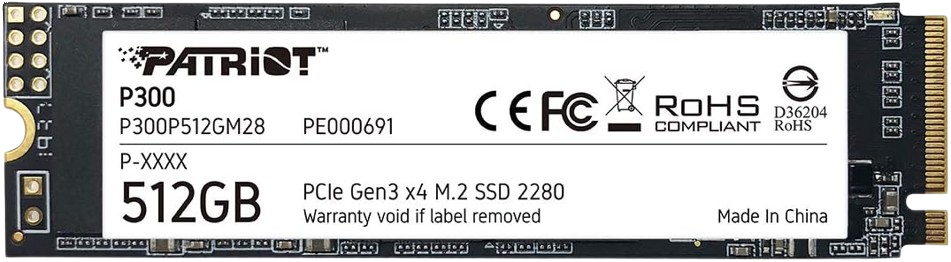 PATRIOT™
P300
P300P512GM28 PE000691
CE FC RoHS COMPLIANT
D36204
RoHS
P-XXXX
512GB
PCIe Gen3 x4 M.2 SSD 2280
Warranty void if label removed
Made In China